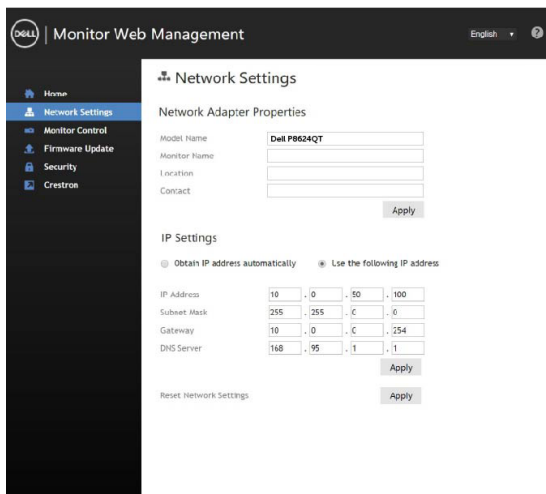 DELL | Monitor Web Management
English
?
Home
Network Settings
Monitor Control
Firmware Update
Security
Crestron
Network Settings
Network Adapter Properties
Model Name Dell P8624QT
Monitor Name
Location
Contact
Apply
IP Settings
Obtain IP address automatically Use the following IP address
IP Address 10 . 0 . 50 . 100
Subnet Mask 255 . 255 . 0 . 0
Gateway 10 . 0 . 0 . 254
DNS Server 168 . 95 . 1 . 1
Apply
Reset Network Settings Apply